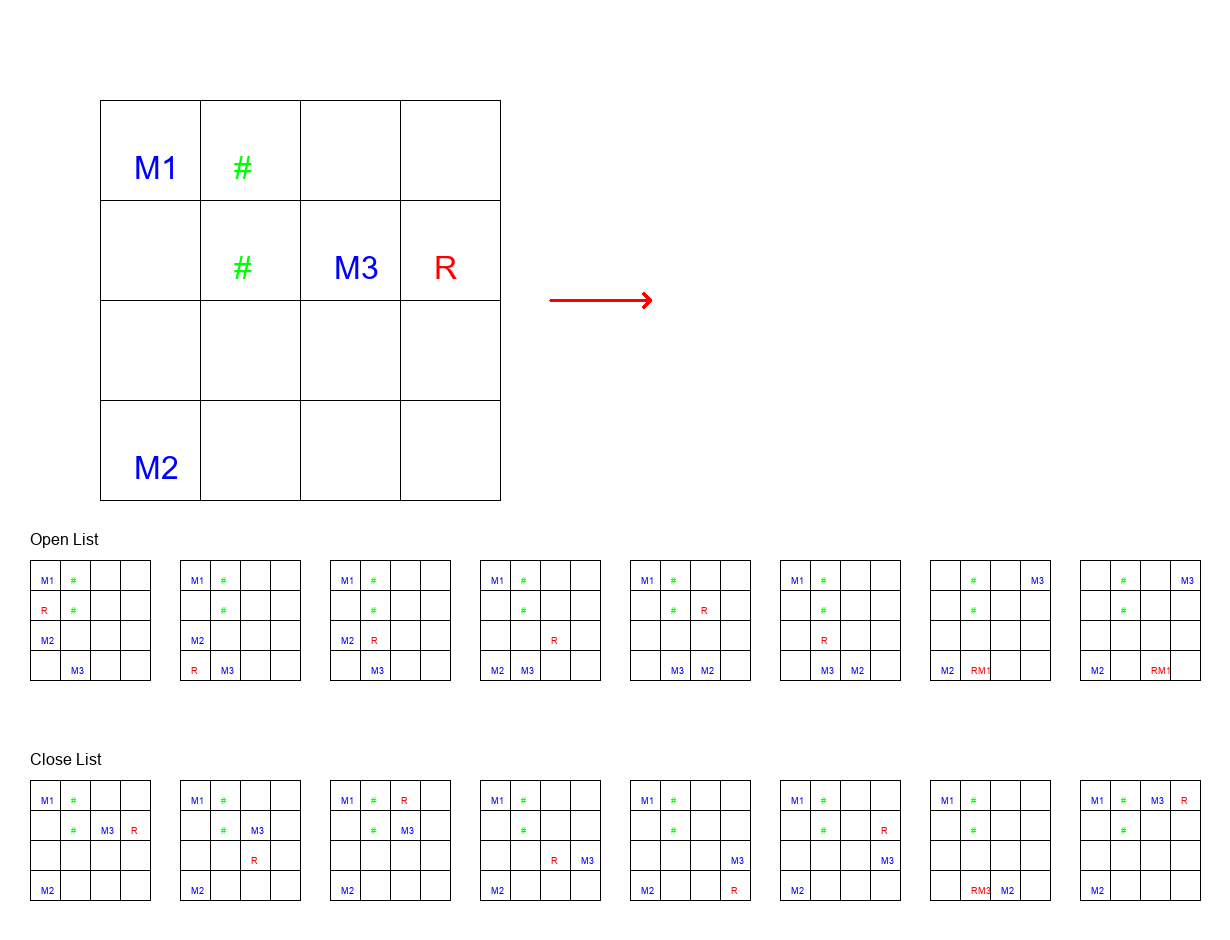 M1 #
# M3 R
M2
Open List
M1 # M1 # M1 # M1 # M1 # M1 # # M3 # M3
R # # # # # R # # #
M2 M2 M2 R R R
M3 R M3 M3 M2 M3 M3 M2 M3 M2 M2 RM1 M2 RM1
Close List
M1 # M1 # M1 # R M1 # M1 # M1 # M1 # M1 # M3 R
# M3 R # M3 # M3 # # # R # #
R R M3 M3 M3
M2 M2 M2 M2 M2 R M2 RM3 M2 M2